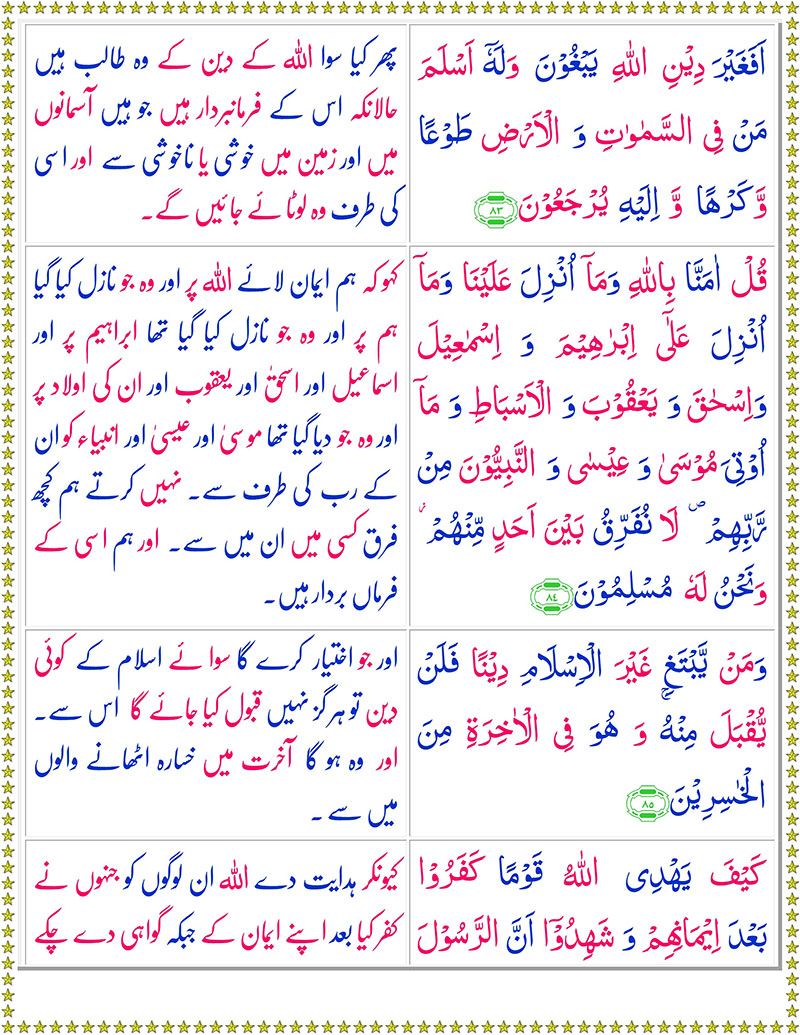 اَفَغَيْرَ دِيْنِ اللّٰهِ يَبْغُوْنَ وَلَهٗۤ اَسْلَمَ
مَنْ فِى السَّمٰوٰتِ وَ الْاَرْضِ طَوْعًا
وَّكَرْهًا وَّ اِلَيْهِ يُرْجَعُوْنَ ٨٣
پھر کیا سوا اللہ کے دین کے وہ طالب ہیں
حالانکہ اس کے فرمانبردار ہیں جو ہیں آسمانوں
میں اور زمین میں خوشی یا ناخوشی سے اور اسی
کی طرف وہ لوٹائے جائیں گے۔
قُلْ اٰمَنَّا بِاللّٰهِ وَمَاۤ اُنْزِلَ عَلَيْنَا وَمَاۤ
اُنْزِلَ عَلٰٓى اِبْرٰهِيْمَ وَ اِسْمٰعِيْلَ
وَاِسْحٰقَ وَ يَعْقُوْبَ وَ الْاَسْبَاطِ وَ مَاۤ
اُوْتِىَ مُوْسٰى وَ عِيْسٰى وَ النَّبِيُّوْنَ مِنْ
رَّبِّهِمْ ۖ لَا نُفَرِّقُ بَيْنَ اَحَدٍ مِّنْهُمْ
وَنَحْنُ لَهٗ مُسْلِمُوْنَ ٨٤
کہو کہ ہم ایمان لائے اللہ پر اور وہ جو نازل کیا گیا
ہم پر اور وہ جو نازل کیا گیا تھا ابراہیم پر اور
اسماعیل اور اسحٰق اور یعقوب اور ان کی اولاد پر
اور وہ جو دیا گیا تھا موسیٰ اور عیسیٰ اور انبیاء کو ان
کے رب کی طرف سے۔ نہیں کرتے ہم کچھ
فرق کسی میں ان میں سے۔ اور ہم اسی کے
فرماں بردار ہیں۔
وَمَنْ يَّبْتَغِ غَيْرَ الْاِسْلَامِ دِيْنًا فَلَنْ
يُّقْبَلَ مِنْهُ وَ هُوَ فِى الْاٰخِرَةِ مِنَ
الْخٰسِرِيْنَ ٨٥
اور جو اختیار کرے گا سوائے اسلام کے کوئی
دین تو ہرگز نہیں قبول کیا جائے گا اس سے۔
اور وہ ہو گا آخرت میں خسارہ اٹھانے والوں
میں سے ۔
كَيْفَ يَهْدِى اللّٰهُ قَوْمًا كَفَرُوْا
بَعْدَ اِيْمَانِهِمْ وَ شَهِدُوْۤا اَنَّ الرَّسُوْلَ
کیونکر ہدایت دے اللہ ان لوگوں کو جنہوں نے
کفر کیا بعد اپنے ایمان کے جبکہ گواہی دے چکے